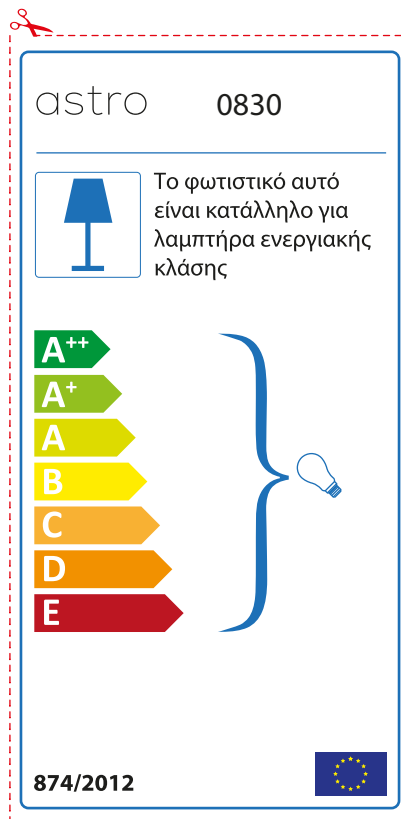 astro 0830
Το φωτιστικό αυτό
είναι κατάλληλο για
λαμπτήρα ενεργιακής
κλάσης
A++
A+
A
B
C
D
E
874/2012